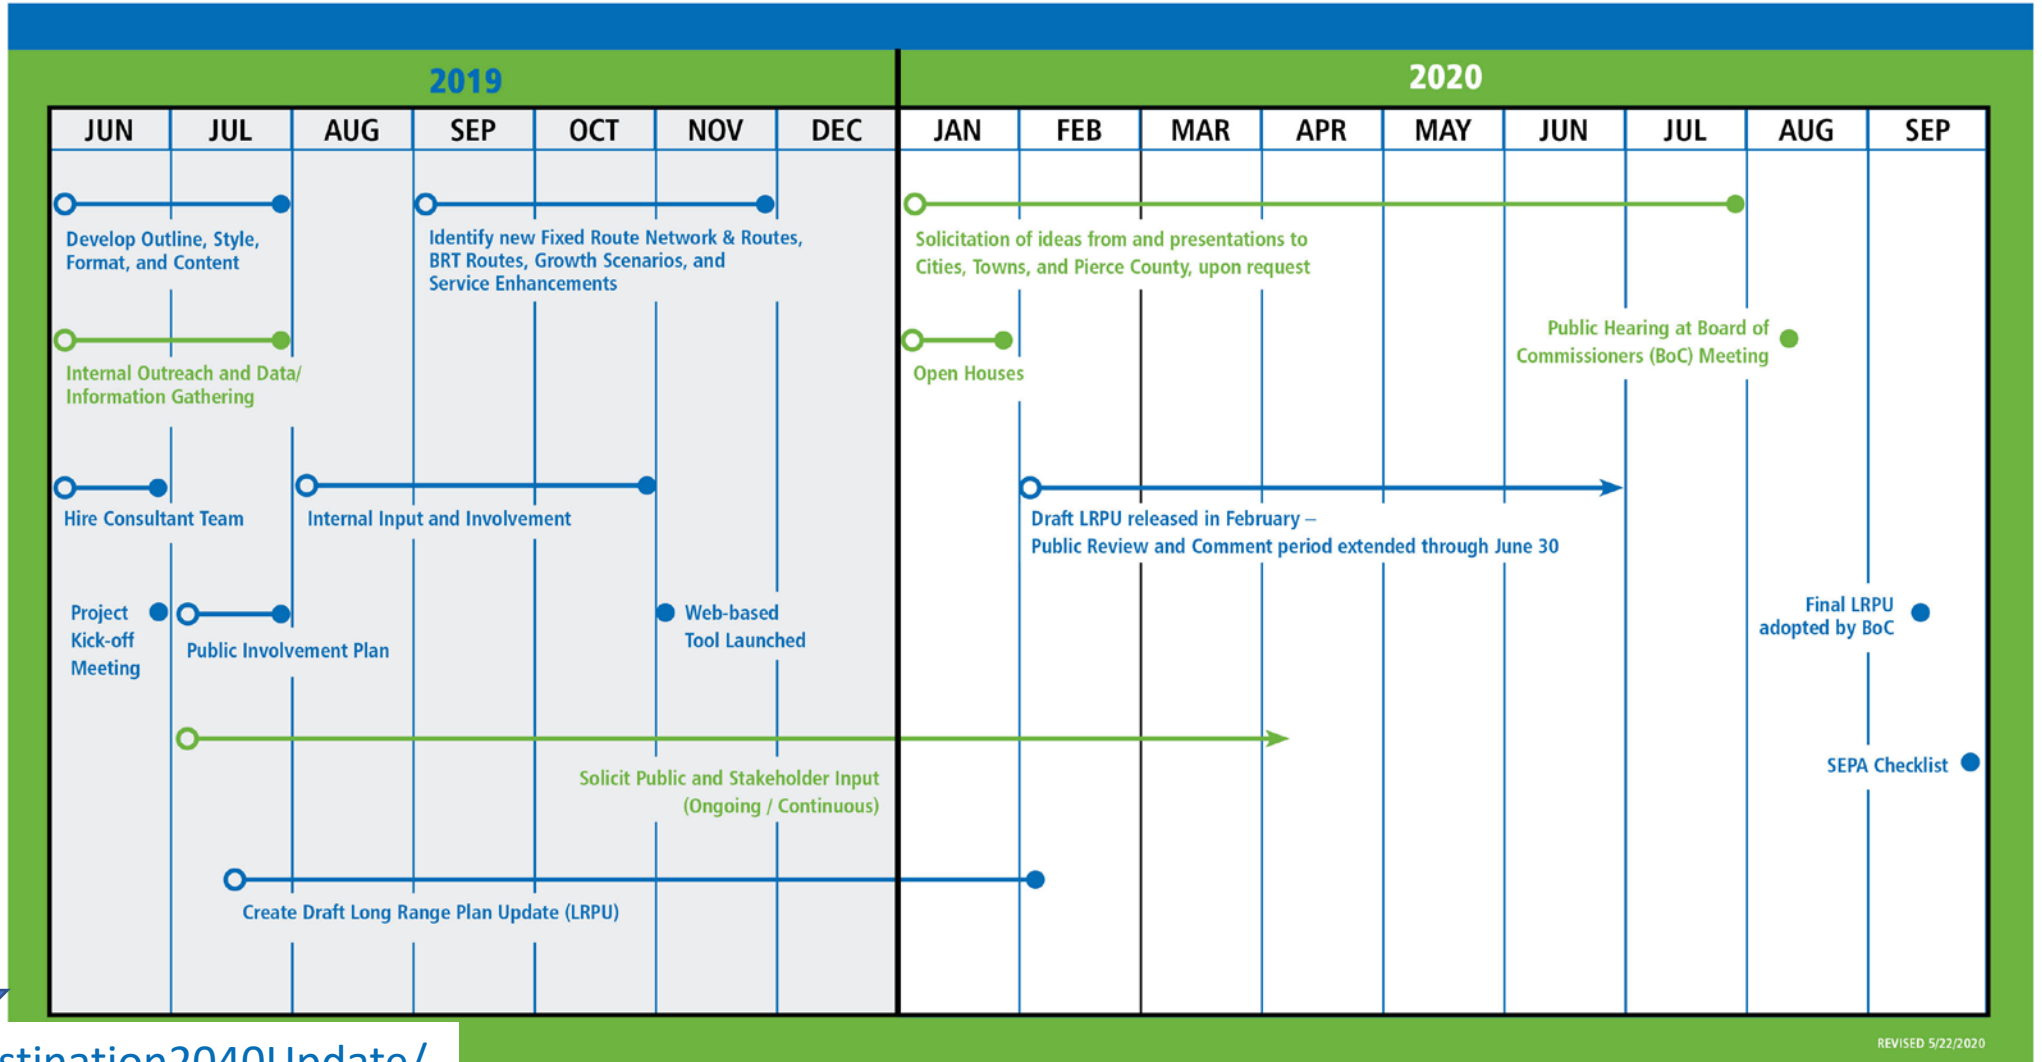 2019
2020
JUN JUL AUG SEP OCT NOV DEC JAN FEB MAR APR MAY JUN JUL AUG SEP
Develop Outline, Style,
Format, and Content
Identify new Fixed Route Network & Routes,
BRT Routes, Growth Scenarios, and
Service Enhancements
Solicitation of ideas from and presentations to
Cities, Towns, and Pierce County, upon request
Internal Outreach and Data/
Information Gathering
Open Houses
Public Hearing at Board of
Commissioners (BoC) Meeting
Hire Consultant Team
Internal Input and Involvement
Draft LRPU released in February –
Public Review and Comment period extended through June 30
Project
Kick-off
Meeting
Public Involvement Plan
Web-based
Tool Launched
Final LRPU
adopted by BoC
Solicit Public and Stakeholder Input
(Ongoing / Continuous)
SEPA Checklist
Create Draft Long Range Plan Update (LRPU)
stination2040Update/
REVISED 5/22/2020